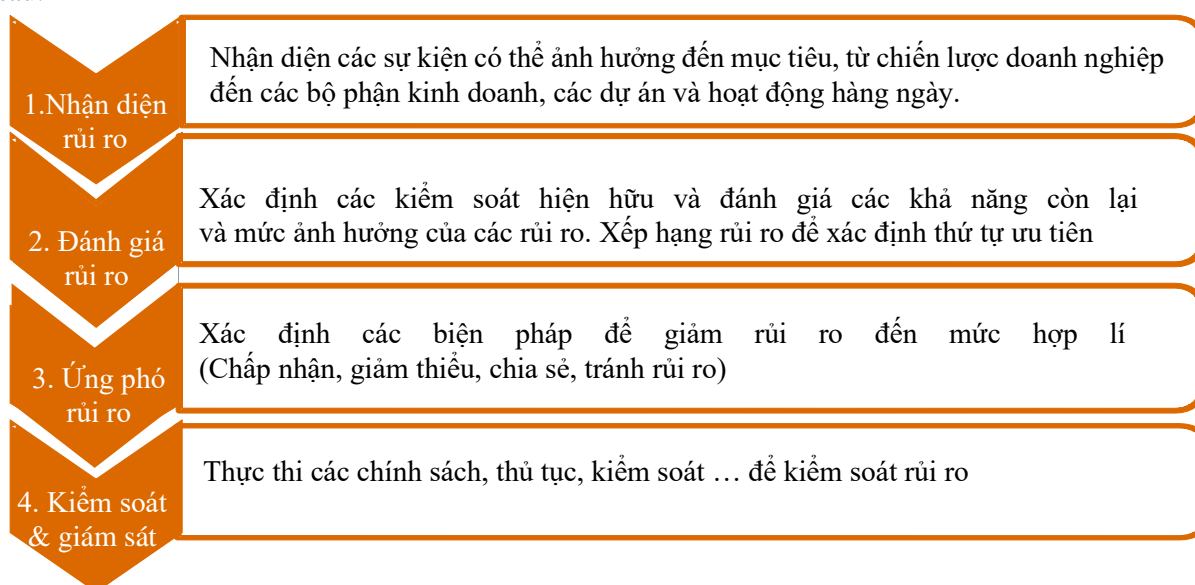 1.Nhận diện
rủi ro
Nhận diện các sự kiện có thể ảnh hưởng đến mục tiêu, từ chiến lược doanh nghiệp
đến các bộ phận kinh doanh, các dự án và hoạt động hàng ngày.
2. Đánh giá
rủi ro
Xác định các kiểm soát hiện hữu và đánh giá các khả năng còn lại
và mức ảnh hưởng của các rủi ro. Xếp hạng rủi ro để xác định thứ tự ưu tiên
3. Ứng phó
rủi ro
Xác định các biện pháp để giảm rủi ro đến mức hợp lí
(Chấp nhận, giảm thiểu, chia sẻ, tránh rủi ro)
4. Kiểm soát
& giám sát
Thực thi các chính sách, thủ tục, kiểm soát … để kiểm soát rủi ro